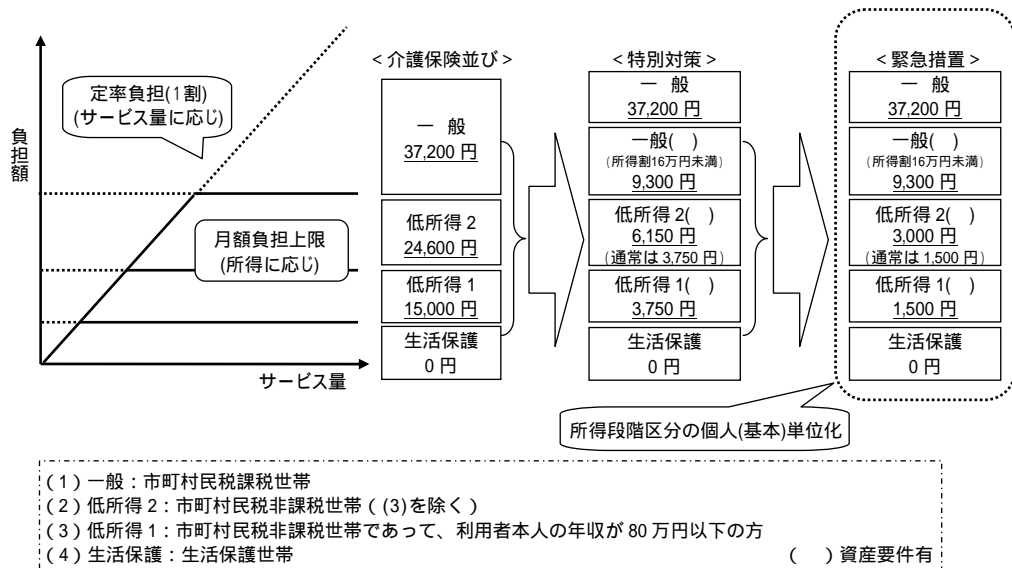 負担額
定率負担(1割)
(サービス量に応じ)
月額負担上限
(所得に応じ)
サービス量
<介護保険並び>
一 般
37,200 円
低所得 2
24,600 円
低所得 1
15,000 円
生活保護
0 円
<特別対策>
一 般
37,200 円
一般( )
(所得割16万円未満)
9,300 円
低所得 2( )
6,150 円
(通常は 3,750 円)
低所得 1( )
3,750 円
生活保護
0 円
<緊急措置>
一 般
37,200 円
一般( )
(所得割16万円未満)
9,300 円
低所得 2( )
3,000 円
(通常は 1,500 円)
低所得 1( )
1,500 円
生活保護
0 円
所得段階区分の個人(基本)単位化
(1)一般:市町村民税課税世帯
(2)低所得 2:市町村民税非課税世帯((3)を除く)
(3)低所得 1:市町村民税非課税世帯であって、利用者本人の年収が 80 万円以下の方
(4)生活保護:生活保護世帯
( )資産要件有